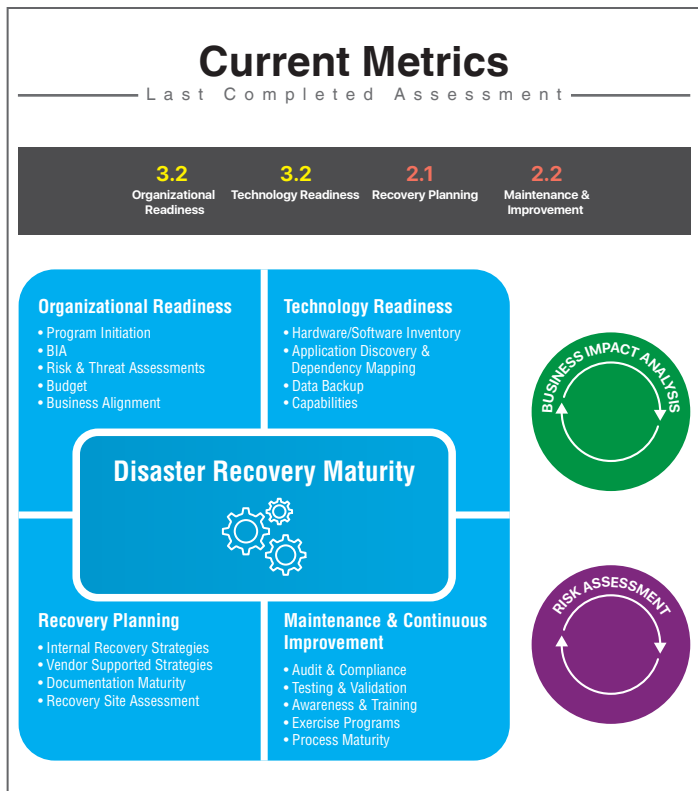 Current Metrics
Last Completed Assessment
3.2
Organizational
Readiness
3.2
Technology Readiness
2.1
Recovery Planning
2.2
Maintenance &
Improvement
Organizational Readiness
• Program Initiation
• BIA
• Risk & Threat Assessments
• Budget
• Business Alignment
Technology Readiness
• Hardware/Software Inventory
• Application Discovery &
Dependency Mapping
• Data Backup
• Capabilities
Disaster Recovery Maturity
Recovery Planning
• Internal Recovery Strategies
• Vendor Supported Strategies
• Documentation Maturity
• Recovery Site Assessment
Maintenance & Continuous
Improvement
• Audit & Compliance
• Testing & Validation
• Awareness & Training
• Exercise Programs
• Process Maturity
BUSINESS IMPACT ANALYSIS
RISK ASSESSMENT